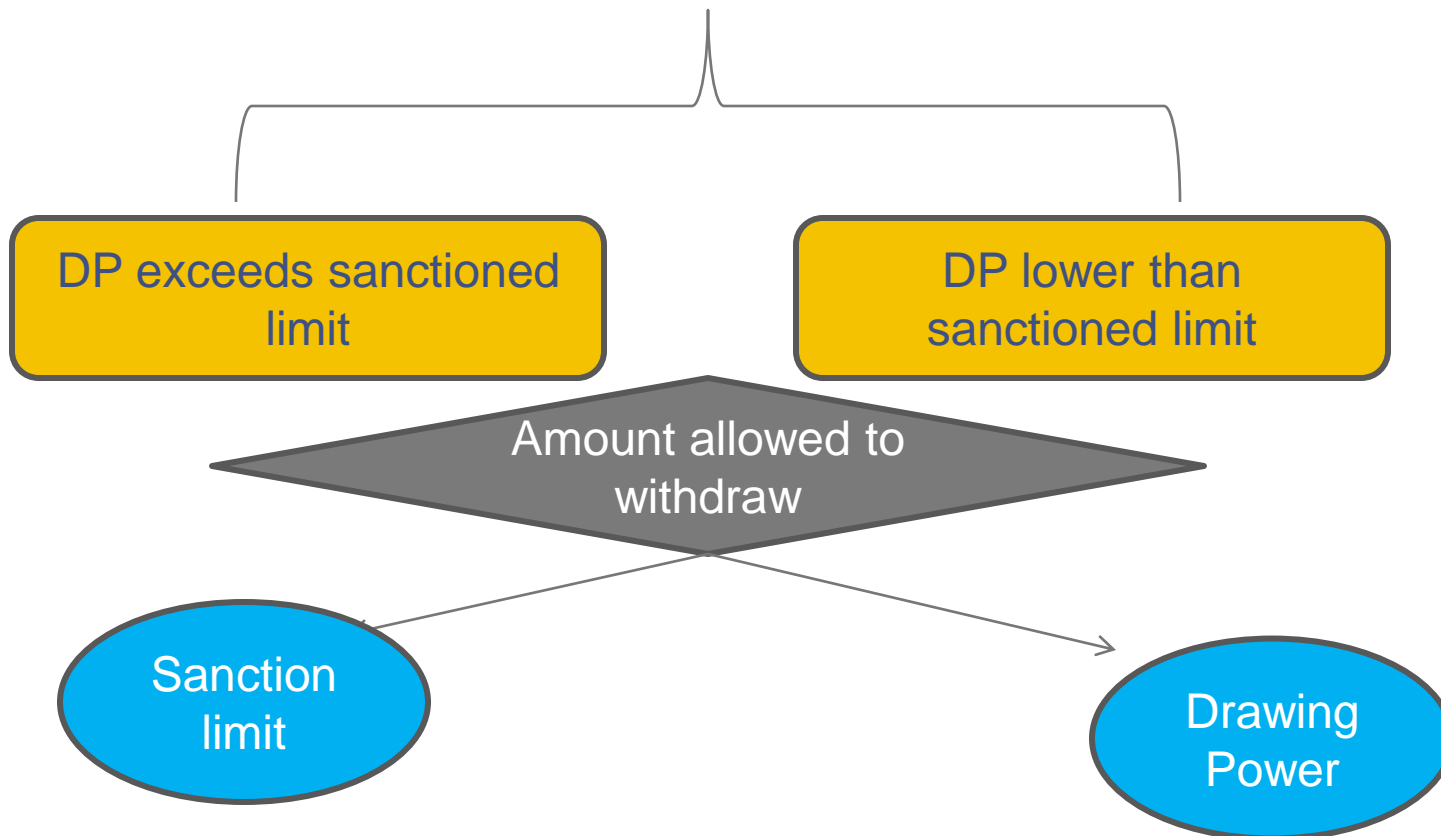 DP exceeds sanctioned
limit
DP lower than
sanctioned limit
Amount allowed to
withdraw
Sanction
limit
Drawing
Power